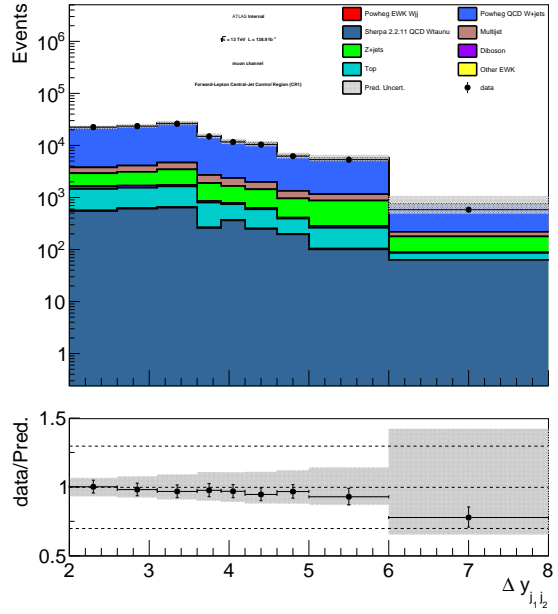 ATLAS Internal
√s = 13 TeV L = 138.9 fb⁻¹
muon channel
Forward-Lepton Central-Jet Control Region (CR1)
Powheg EWK Wjj
Powheg QCD W+jets
Sherpa 2.2.11 QCD Wtaunu
Multijet
Z+jets
Diboson
Top
Other EWK
Pred. Uncert.
data
Events
10⁶
10⁵
10⁴
10³
10²
10
1
data/Pred.
1.5
1
0.5
2 3 4 5 6 7 8
Δ y_{j₁j₂}